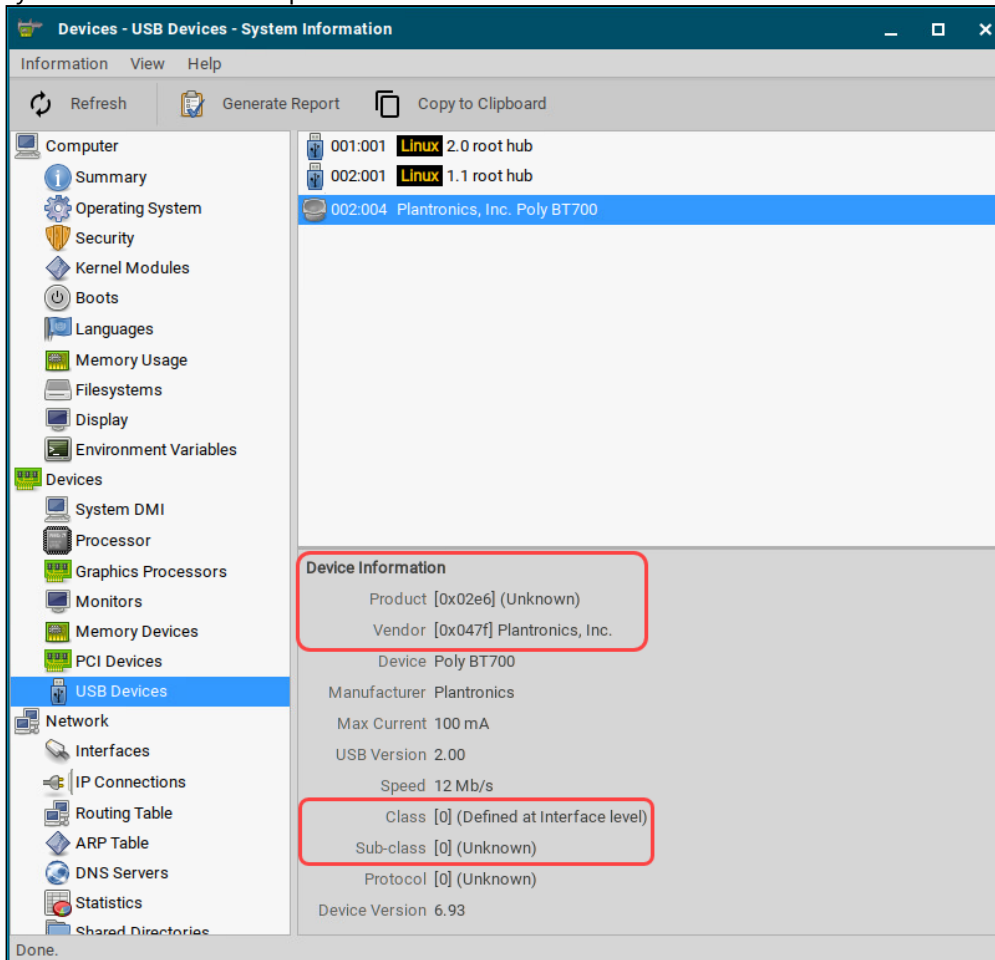 Devices - USB Devices - System Information
Information View Help
Refresh Generate Report Copy to Clipboard
Computer
Summary
Operating System
Security
Kernel Modules
Boots
Languages
Memory Usage
Filesystems
Display
Environment Variables
Devices
System DMI
Processor
Graphics Processors
Monitors
Memory Devices
PCI Devices
USB Devices
Network
Interfaces
IP Connections
Routing Table
ARP Table
DNS Servers
Statistics
Shared Directories
001:001 Linux 2.0 root hub
002:001 Linux 1.1 root hub
002:004 Plantronics, Inc. Poly BT700
Device Information
Product [0x02e6] (Unknown)
Vendor [0x047f] Plantronics, Inc.
Device Poly BT700
Manufacturer Plantronics
Max Current 100 mA
USB Version 2.00
Speed 12 Mb/s
Class [0] (Defined at Interface level)
Sub-class [0] (Unknown)
Protocol [0] (Unknown)
Device Version 6.93
Done.